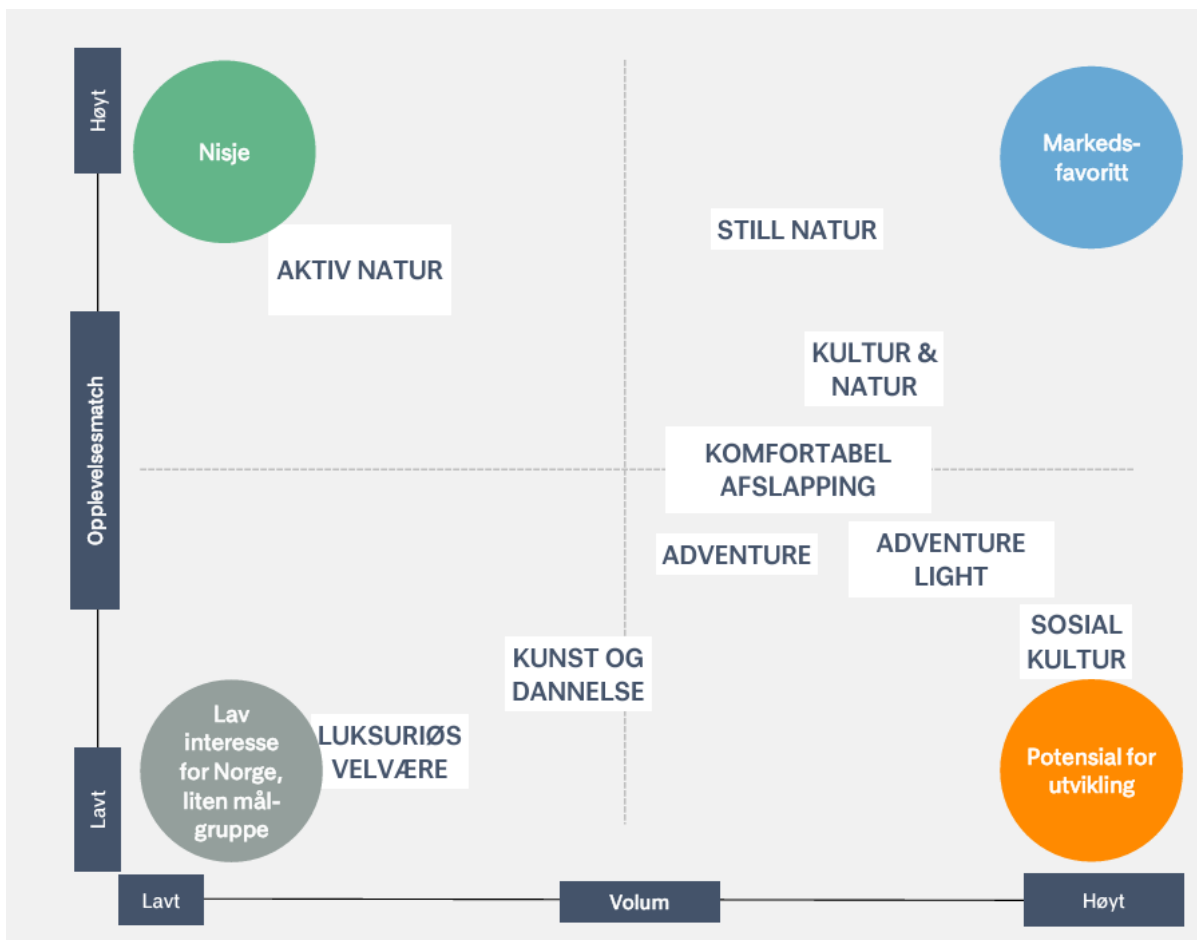 Høyt
Nisje
Markeds-
favoritt
STILL NATUR
AKTIV NATUR
KULTUR &
NATUR
Opplevelsesmatch
KOMFORTABEL
AFSLAPPING
ADVENTURE
ADVENTURE
LIGHT
SOSIAL
KULTUR
KUNST OG
DANNELSE
Lav
interesse
for Norge,
liten mål-
gruppe
LUKSURIØS
VELVÆRE
Potensial for
utvikling
Lavt
Lavt
Volum
Høyt